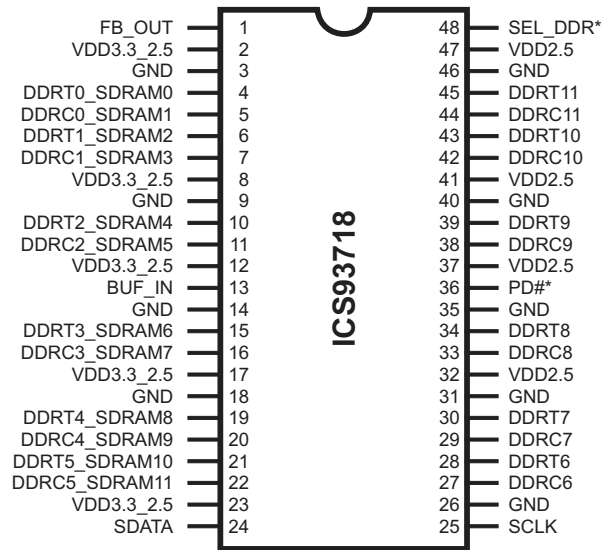 FB_OUT 1 48 SEL_DDR*
VDD3.3_2.5 2 47 VDD2.5
GND 3 46 GND
DDRT0_SDRAM0 4 45 DDRT11
DDRC0_SDRAM1 5 44 DDRC11
DDRT1_SDRAM2 6 43 DDRT10
DDRC1_SDRAM3 7 42 DDRC10
VDD3.3_2.5 8 41 VDD2.5
GND 9 40 GND
DDRT2_SDRAM4 10 39 DDRT9
DDRC2_SDRAM5 11 38 DDRC9
VDD3.3_2.5 12 37 VDD2.5
BUF_IN 13 36 PD#*
GND 14 35 GND
DDRT3_SDRAM6 15 34 DDRT8
DDRC3_SDRAM7 16 33 DDRC8
VDD3.3_2.5 17 32 VDD2.5
GND 18 31 GND
DDRT4_SDRAM8 19 30 DDRT7
DDRC4_SDRAM9 20 29 DDRC7
DDRT5_SDRAM10 21 28 DDRT6
DDRC5_SDRAM11 22 27 DDRC6
VDD3.3_2.5 23 26 GND
SDATA 24 25 SCLK
ICS93718